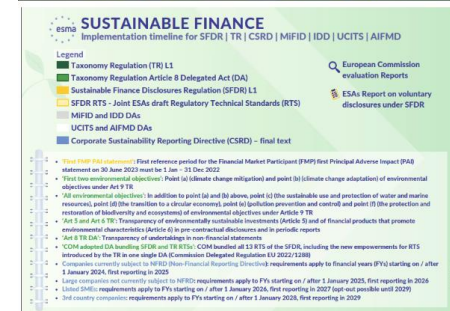 esma
SUSTAINABLE FINANCE
Implementation timeline for SFDR | TR | CSRD | MiFID | IDD | UCITS | AIFMD
Legend
Taxonomy Regulation (TR) L1
Taxonomy Regulation Article 8 Delegated Act (DA)
Sustainable Finance Disclosures Regulation (SFDR) L1
SFDR RTS - Joint ESAs draft Regulatory Technical Standards (RTS)
MiFID and IDD DAs
UCITS and AIFMD DAs
Corporate Sustainability Reporting Directive (CSRD) – final text
European Commission
evaluation Reports
ESAs Report on voluntary
disclosures under SFDR
• 'First FMP PAI statement': First reference period for the Financial Market Participant (FMP) first Principal Adverse Impact (PAI)
statement on 30 June 2023 must be 1 Jan – 31 Dec 2022
• 'First two environmental objectives': Point (a) (climate change mitigation) and point (b) (climate change adaptation) of environmental
objectives under Art 9 TR
• 'All environmental objectives': In addition to point (a) and (b) above, point (c) (the sustainable use and protection of water and marine
resources), point (d) (the transition to a circular economy), point (e) (pollution prevention and control) and point (f) (the protection and
restoration of biodiversity and ecosystems) of environmental objectives under Article 9 TR
• 'Art 5 and Art 6 TR': Transparency of environmentally sustainable investments (Article 5) and of financial products that promote
environmental characteristics (Article 6) in pre-contractual disclosures and in periodic reports
• 'Art 8 TR DA': Transparency of undertakings in non-financial statements
• 'COM adopted DA bundling SFDR and TR RTSs': COM bundled all 13 RTS of the SFDR, including the new empowerments for RTS
introduced by the TR in one single DA (Commission Delegated Regulation EU 2022/1288)
• Companies currently subject to NFRD (Non-Financial Reporting Directive): requirements apply to financial years (FYs) starting on / after
1 January 2024, first reporting in 2025
• Large companies not currently subject to NFRD: requirements apply to FYs starting on / after 1 January 2025, first reporting in 2026
• Listed SMEs: requirements apply to FYs starting on / after 1 January 2026, first reporting in 2027 (opt-out possible until 2029)
• 3rd country companies: requirements apply to FYs starting on / after 1 January 2028, first reporting in 2029